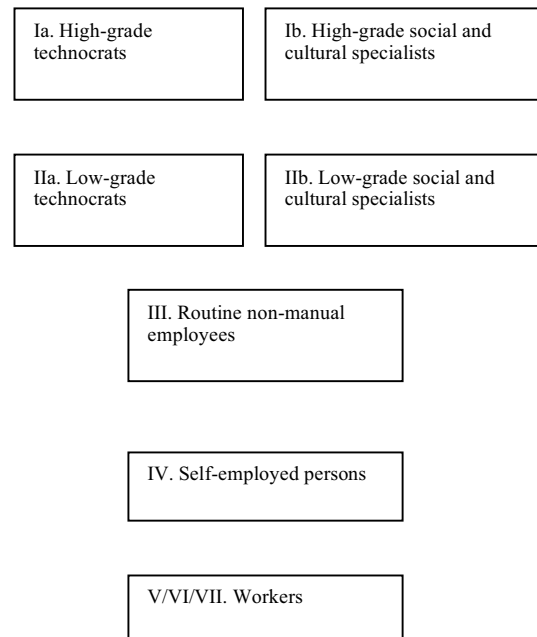 Ia. High-grade
technocrats
Ib. High-grade social and
cultural specialists
IIa. Low-grade
technocrats
IIb. Low-grade social and
cultural specialists
III. Routine non-manual
employees
IV. Self-employed persons
V/VI/VII. Workers